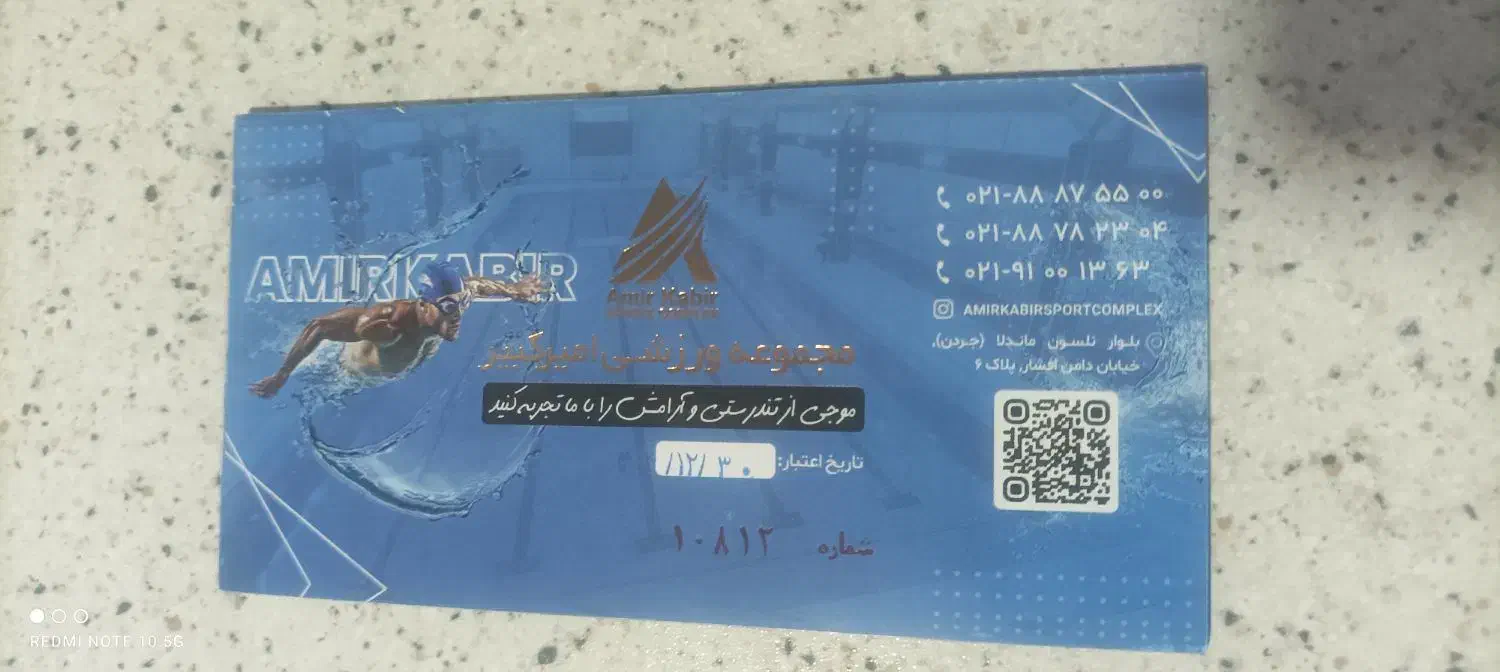 AMIRKABIR
Amir Kabir
مجموعه ورزشی امیرکبیر
موجی از تندرستی و آرامش را با ما تجربه کنید
تاریخ اعتبار: ۳۰ /۱۲/
شماره ۱۰۸۱۲
۰۲۱-۸۸ ۸۷ ۵۵ ۰۰
۰۲۱-۸۸ ۷۸ ۲۳ ۰۴
۰۲۱-۹۱ ۰۰ ۱۳ ۶۳
AMIRKABIRSPORTCOMPLEX
بلوار نلسون ماندلا (جردن),
خیابان دامن افشار, پلاک ۶
REDMI NOTE 10 5G